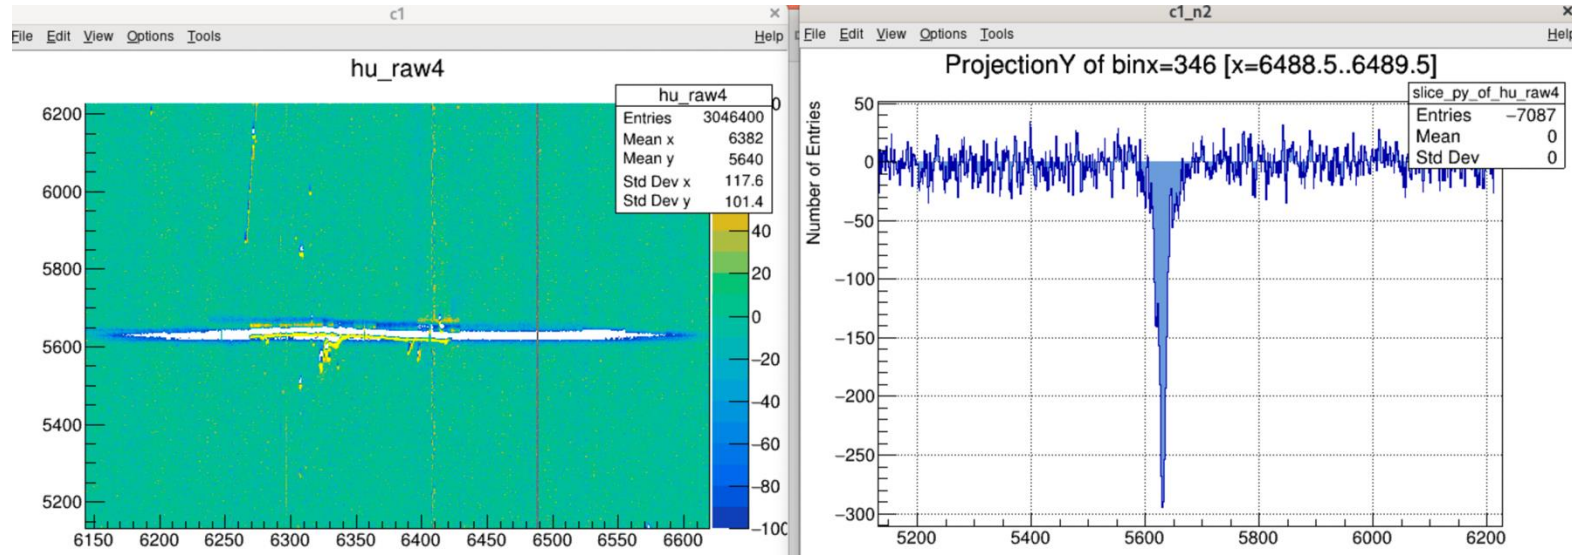 c1 ×
File Edit View Options Tools Help
hu_raw4
hu_raw4
Entries 3046400
Mean x 6382
Mean y 5640
Std Dev x 117.6
Std Dev y 101.4
6200
6000
5800
5600
5400
5200
6150 6200 6250 6300 6350 6400 6450 6500 6550 6600
0
40
20
0
−20
−40
−60
−80
−100
c1_n2 ×
File Edit View Options Tools Help
ProjectionY of binx=346 [x=6488.5..6489.5]
slice_py_of_hu_raw4
Entries −7087
Mean 0
Std Dev 0
Number of Entries
50
0
−50
−100
−150
−200
−250
−300
5200 5400 5600 5800 6000 6200